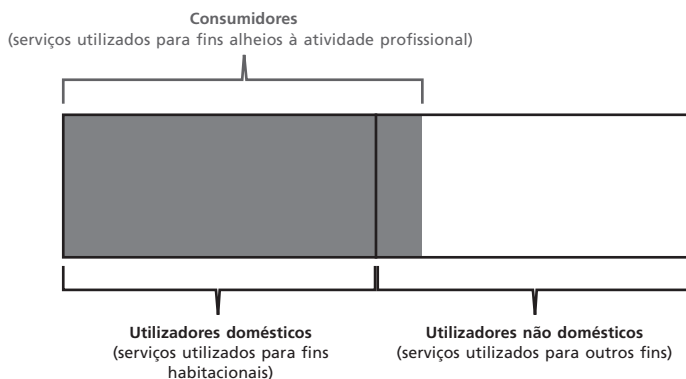 Consumidores
(serviços utilizados para fins alheios à atividade profissional)
Utilizadores domésticos
(serviços utilizados para fins
habitacionais)
Utilizadores não domésticos
(serviços utilizados para outros fins)